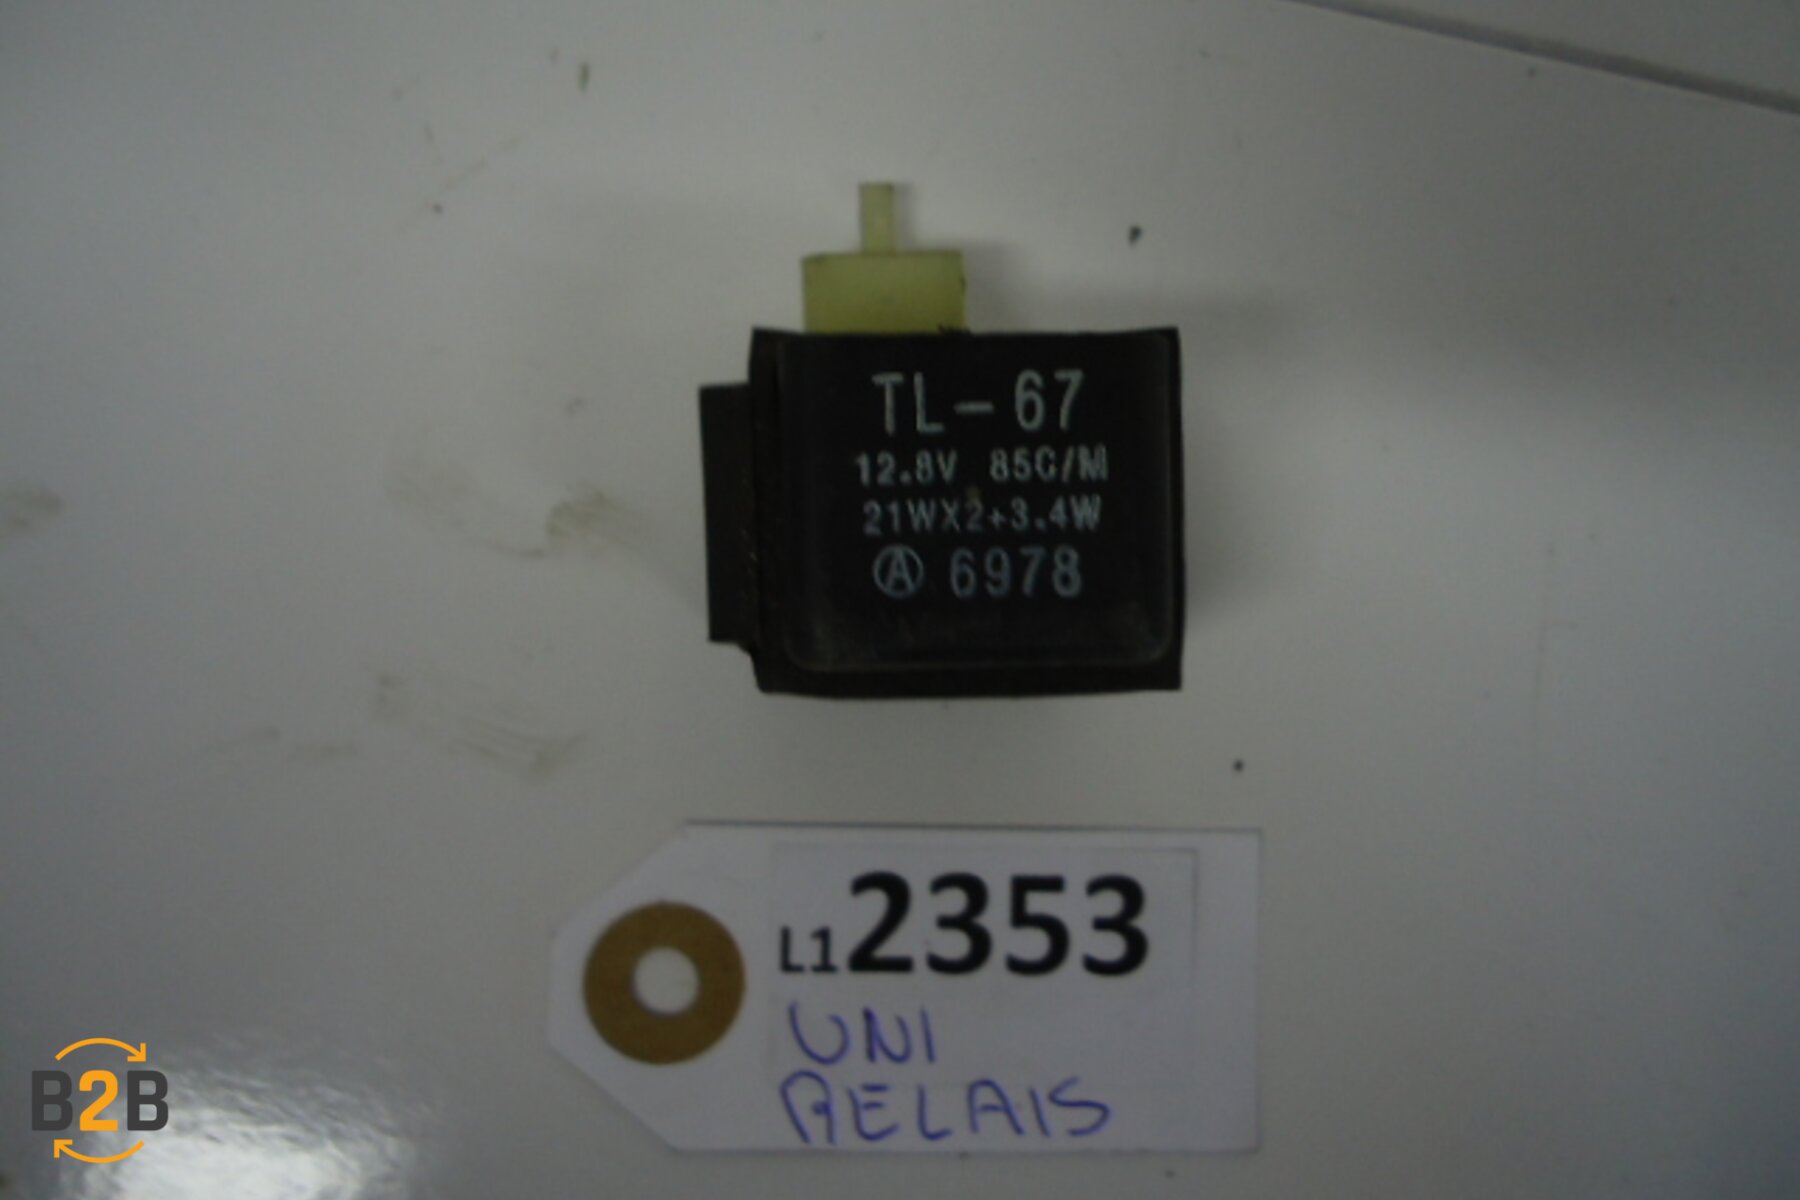 TL-67
12.8V 85C/M
21WX2+3.4W
Ⓐ 6978
L12353
UNI
RELAIS
B2B